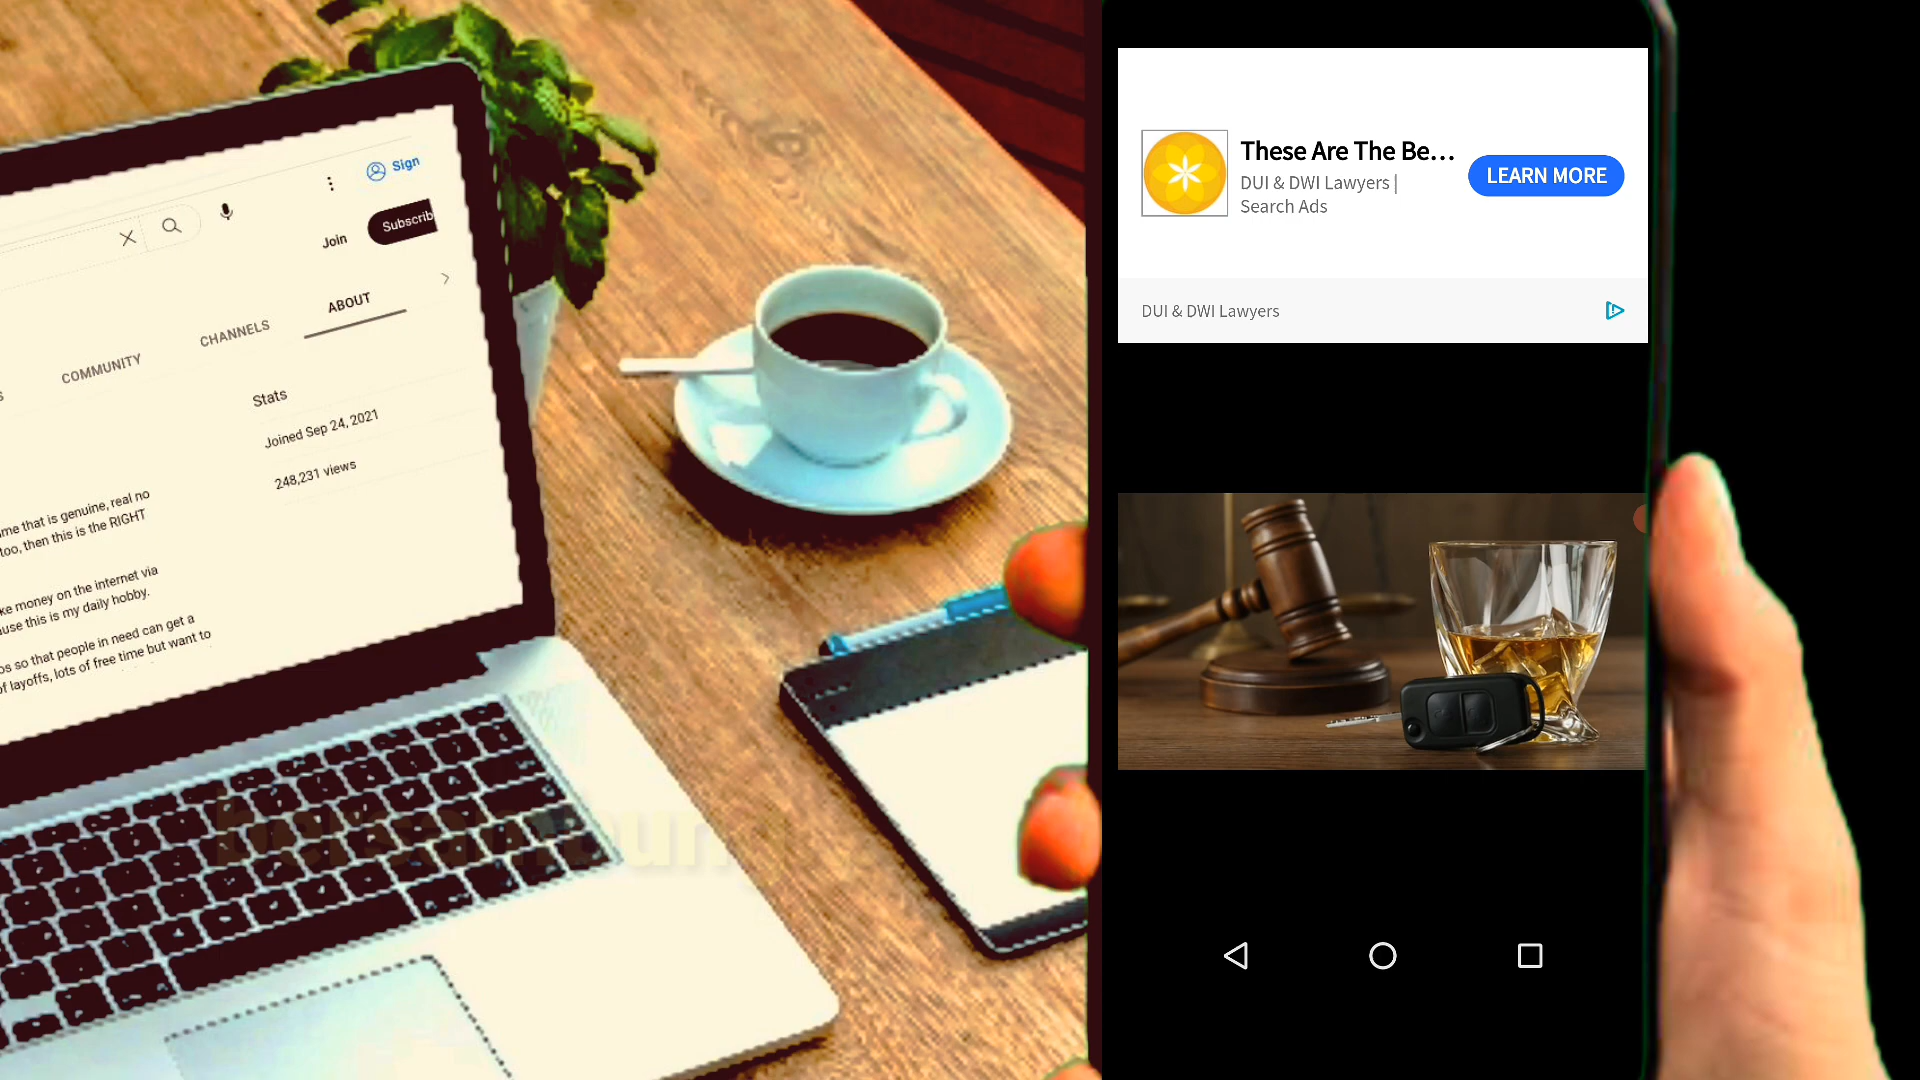 Sign
Join
Subscrib
COMMUNITY
CHANNELS
ABOUT
Stats
Joined Sep 24, 2021
248,231 views
me that is genuine, real no
too, then this is the RIGHT
ke money on the internet via
use this is my daily hobby.
os so that people in need can get a
of layoffs, lots of free time but want to
These Are The Be...
LEARN MORE
DUI & DWI Lawyers |
Search Ads
DUI & DWI Lawyers